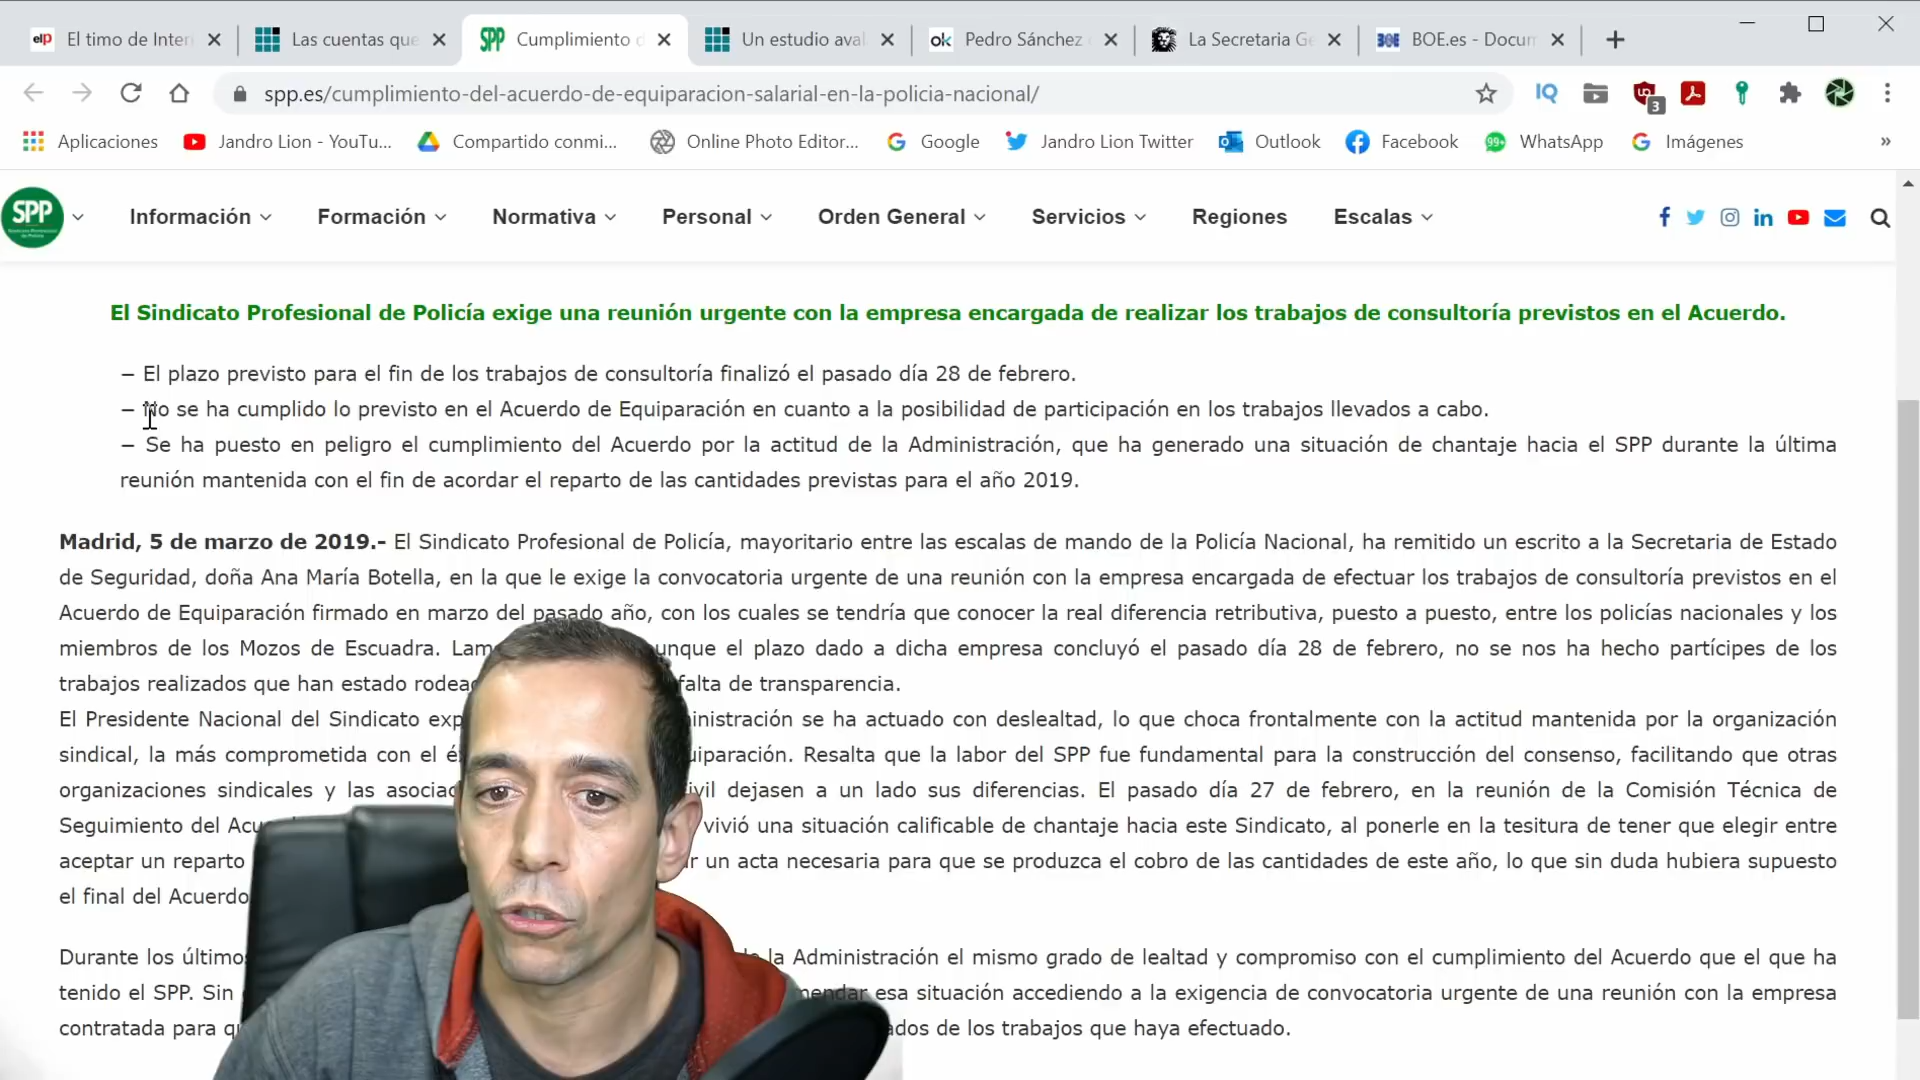 El timo de Inter
Las cuentas que
Cumplimiento d
Un estudio aval
Pedro Sánchez
La Secretaria Ge
BOE.es - Docum
spp.es/cumplimiento-del-acuerdo-de-equiparacion-salarial-en-la-policia-nacional/
3
Aplicaciones
Jandro Lion - YouTu...
Compartido conmi...
Online Photo Editor...
Google
Jandro Lion Twitter
Outlook
Facebook
99+
WhatsApp
Imágenes
»
SPP
Información
Formación
Normativa
Personal
Orden General
Servicios
Regiones
Escalas
El Sindicato Profesional de Policía exige una reunión urgente con la empresa encargada de realizar los trabajos de consultoría previstos en el Acuerdo.
– El plazo previsto para el fin de los trabajos de consultoría finalizó el pasado día 28 de febrero.
– No se ha cumplido lo previsto en el Acuerdo de Equiparación en cuanto a la posibilidad de participación en los trabajos llevados a cabo.
– Se ha puesto en peligro el cumplimiento del Acuerdo por la actitud de la Administración, que ha generado una situación de chantaje hacia el SPP durante la última
reunión mantenida con el fin de acordar el reparto de las cantidades previstas para el año 2019.
Madrid, 5 de marzo de 2019.- El Sindicato Profesional de Policía, mayoritario entre las escalas de mando de la Policía Nacional, ha remitido un escrito a la Secretaria de Estado
de Seguridad, doña Ana María Botella, en la que le exige la convocatoria urgente de una reunión con la empresa encargada de efectuar los trabajos de consultoría previstos en el
Acuerdo de Equiparación firmado en marzo del pasado año, con los cuales se tendría que conocer la real diferencia retributiva, puesto a puesto, entre los policías nacionales y los
miembros de los Mozos de Escuadra. Lam unque el plazo dado a dicha empresa concluyó el pasado día 28 de febrero, no se nos ha hecho partícipes de los
trabajos realizados que han estado rodea falta de transparencia.
El Presidente Nacional del Sindicato exp inistración se ha actuado con deslealtad, lo que choca frontalmente con la actitud mantenida por la organización
sindical, la más comprometida con el é uiparación. Resalta que la labor del SPP fue fundamental para la construcción del consenso, facilitando que otras
organizaciones sindicales y las asocia ivil dejasen a un lado sus diferencias. El pasado día 27 de febrero, en la reunión de la Comisión Técnica de
Seguimiento del Acu vivió una situación calificable de chantaje hacia este Sindicato, al ponerle en la tesitura de tener que elegir entre
aceptar un reparto r un acta necesaria para que se produzca el cobro de las cantidades de este año, lo que sin duda hubiera supuesto
el final del Acuerdo
Durante los último la Administración el mismo grado de lealtad y compromiso con el cumplimiento del Acuerdo que el que ha
tenido el SPP. Sin mendar esa situación accediendo a la exigencia de convocatoria urgente de una reunión con la empresa
contratada para q ados de los trabajos que haya efectuado.